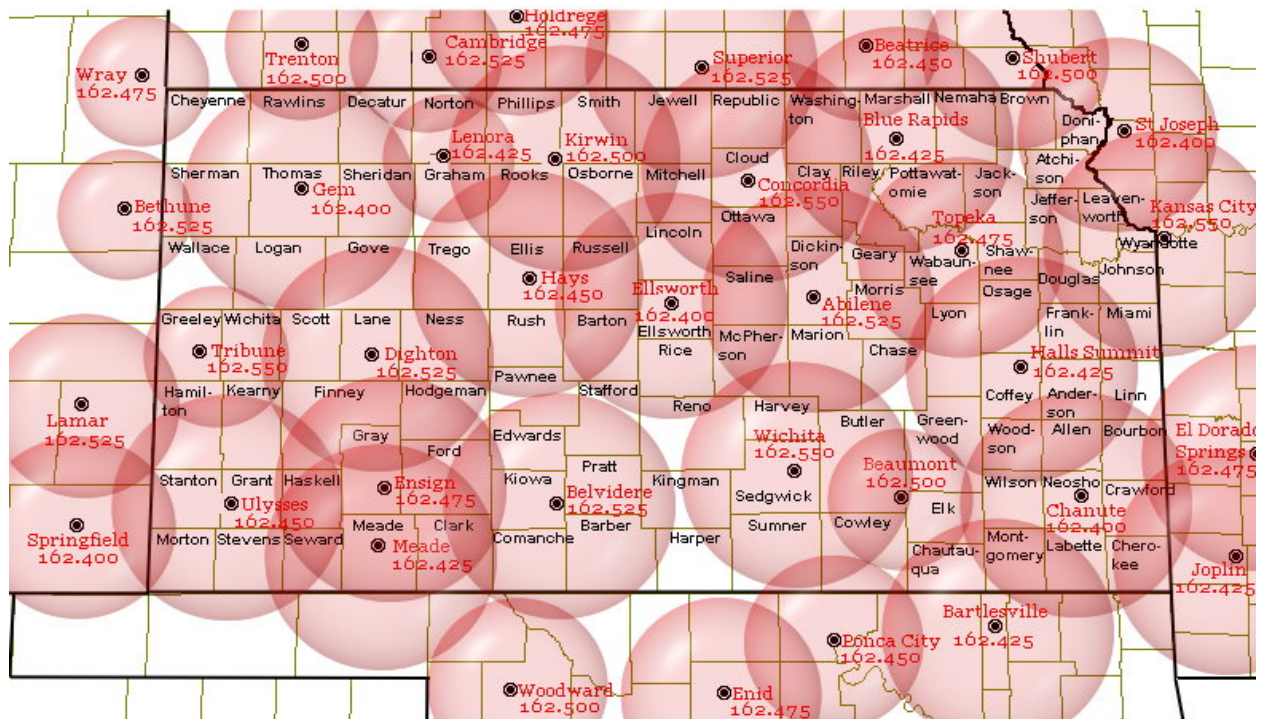 Holdrege
162.475
Cambridge
162.525
Trenton
162.500
Wray
162.475
Superior
162.525
Beatrice
162.450
Shubert
162.500
Cheyenne
Rawlins
Decatur
Norton
Phillips
Smith
Jewell
Republic
Washing-
ton
Marshall
Nemaha
Brown
Doni-
phan
Blue Rapids
162.425
St Joseph
162.400
Lenora
162.425
Kirwin
162.500
Cloud
Concordia
162.550
Atchi-
son
Sherman
Thomas
Sheridan
Graham
Rooks
Osborne
Mitchell
Clay
Riley
Pottawat-
omie
Jack-
son
Gem
162.400
Jeffer-
son
Leaven-
worth
Kansas City
162.550
Bethune
162.525
Ottawa
Topeka
162.475
Lincoln
Wallace
Logan
Gove
Trego
Ellis
Russell
Dickin-
son
Geary
Wabaun-
see
Shaw-
nee
Wyandotte
Douglas
Johnson
Saline
Hays
162.450
Ellsworth
162.400
Morris
Osage
Abilene
162.525
Greeley
Wichita
Scott
Lane
Ness
Rush
Barton
Ellsworth
Rice
McPher-
son
Marion
Lyon
Frank-
lin
Miami
Chase
Tribune
162.550
Dighton
162.525
Halls Summit
162.425
Pawnee
Stafford
Hamil-
ton
Kearny
Finney
Hodgeman
Coffey
Ander-
son
Linn
Lamar
162.525
Reno
Harvey
Butler
Green-
wood
Wood-
son
Allen
Bourbon
El Dorado
Springs
162.475
Gray
Ford
Edwards
Wichita
162.550
Pratt
Kiowa
Kingman
Beaumont
162.500
Stanton
Grant
Haskell
Ensign
162.475
Belvidere
162.525
Sedgwick
Wilson
Neosho
Crawford
Elk
Chanute
162.400
Ulysses
162.450
Springfield
162.400
Morton
Stevens
Seward
Meade
Clark
Comanche
Barber
Harper
Sumner
Cowley
Chautau-
qua
Mont-
gomery
Labette
Chero-
kee
Meade
162.425
Joplin
162.425
Bartlesville
162.425
Ponca City
162.450
Woodward
162.500
Enid
162.475